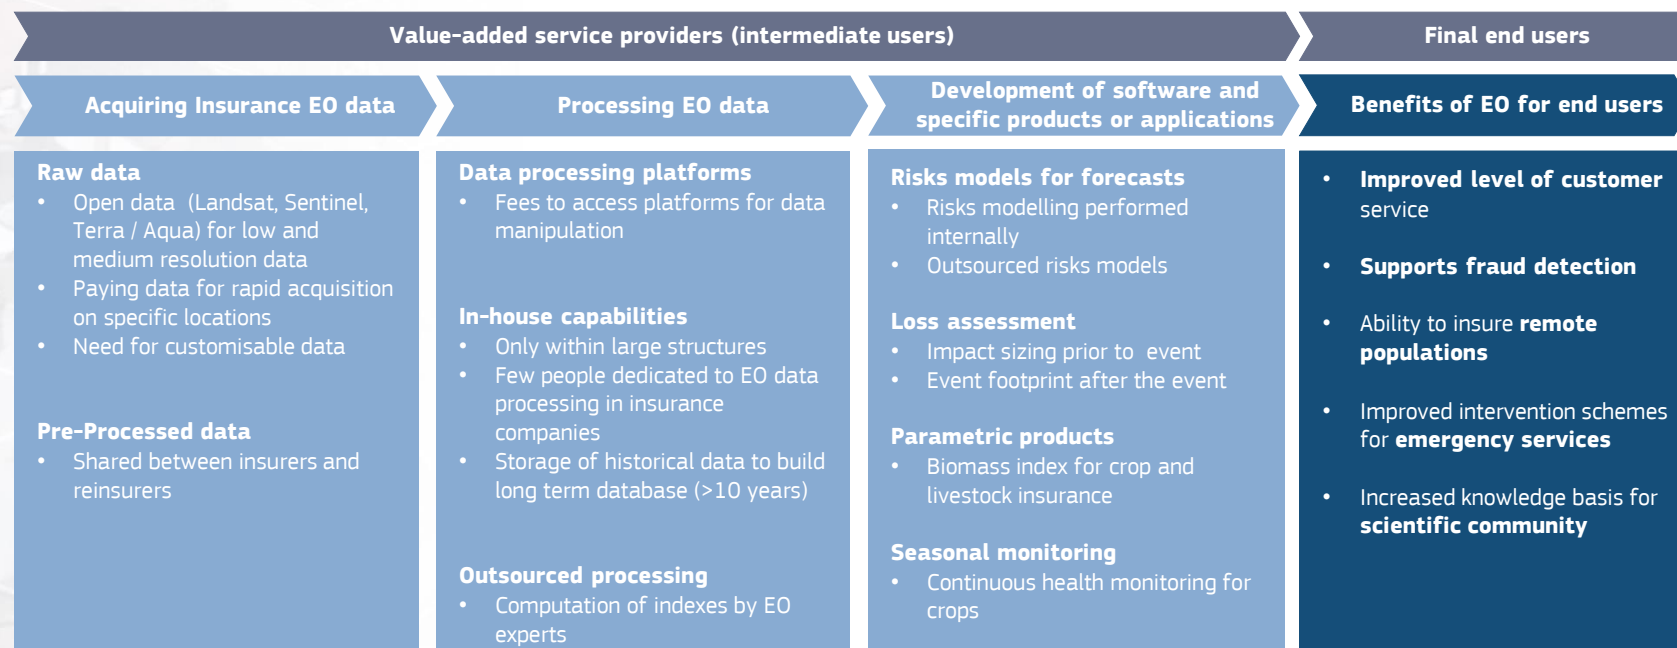 Value-added service providers (intermediate users)
Final end users
Acquiring Insurance EO data
Processing EO data
Development of software and
specific products or applications
Benefits of EO for end users
Raw data
• Open data (Landsat, Sentinel,
Terra / Aqua) for low and
medium resolution data
• Paying data for rapid acquisition
on specific locations
• Need for customisable data
Pre-Processed data
• Shared between insurers and
reinsurers
Data processing platforms
• Fees to access platforms for data
manipulation
In-house capabilities
• Only within large structures
• Few people dedicated to EO data
processing in insurance
companies
• Storage of historical data to build
long term database (>10 years)
Outsourced processing
• Computation of indexes by EO
experts
Risks models for forecasts
• Risks modelling performed
internally
• Outsourced risks models
Loss assessment
• Impact sizing prior to event
• Event footprint after the event
Parametric products
• Biomass index for crop and
livestock insurance
Seasonal monitoring
• Continuous health monitoring for
crops
• Improved level of customer
service
• Supports fraud detection
• Ability to insure remote
populations
• Improved intervention schemes
for emergency services
• Increased knowledge basis for
scientific community